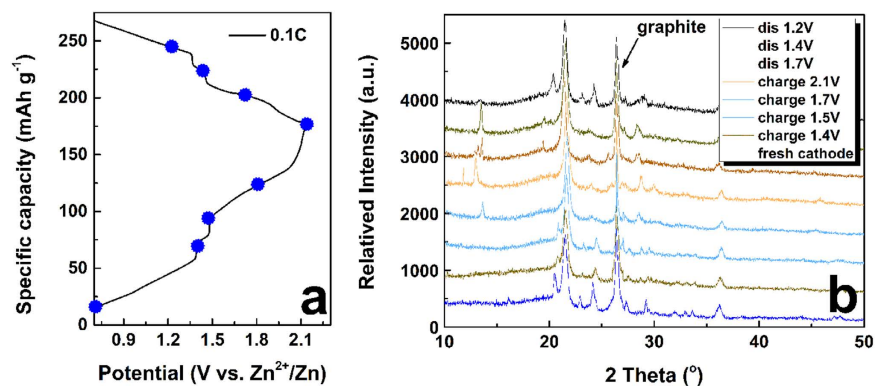 250
200
150
100
50
0
Specific capacity (mAh g-1)
0.1C
a
0.9 1.2 1.5 1.8 2.1
Potential (V vs. Zn2+/Zn)
5000
4000
3000
2000
1000
0
Relatived Intensity (a.u.)
graphite
dis 1.2V
dis 1.4V
dis 1.7V
charge 2.1V
charge 1.7V
charge 1.5V
charge 1.4V
fresh cathode
b
10 20 30 40 50
2 Theta (°)